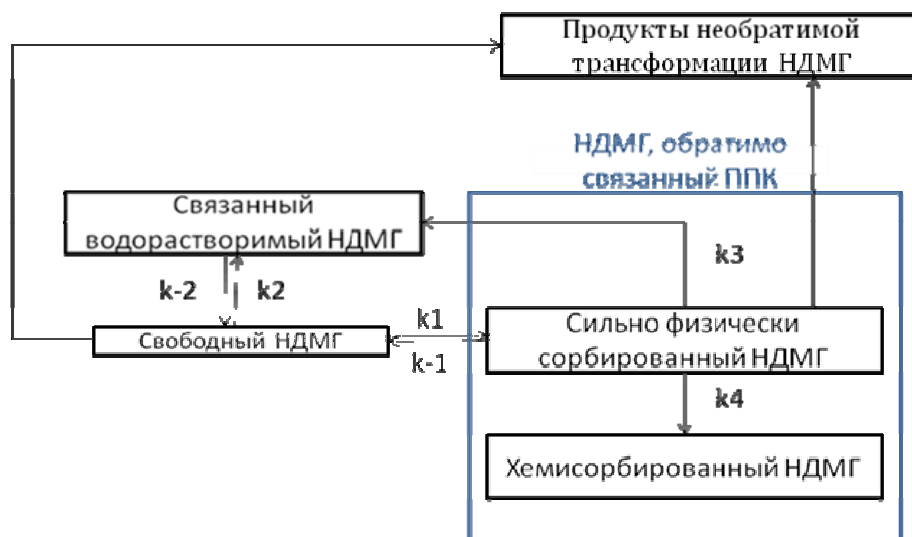 Продукты необратимой
трансформации НДМГ
НДМГ, обратимо
связанный ППК
Связанный
водорастворимый НДМГ
k3
k-2
k2
Свободный НДМГ
k1
k-1
Сильно физически
сорбированный НДМГ
k4
Хемисорбированный НДМГ